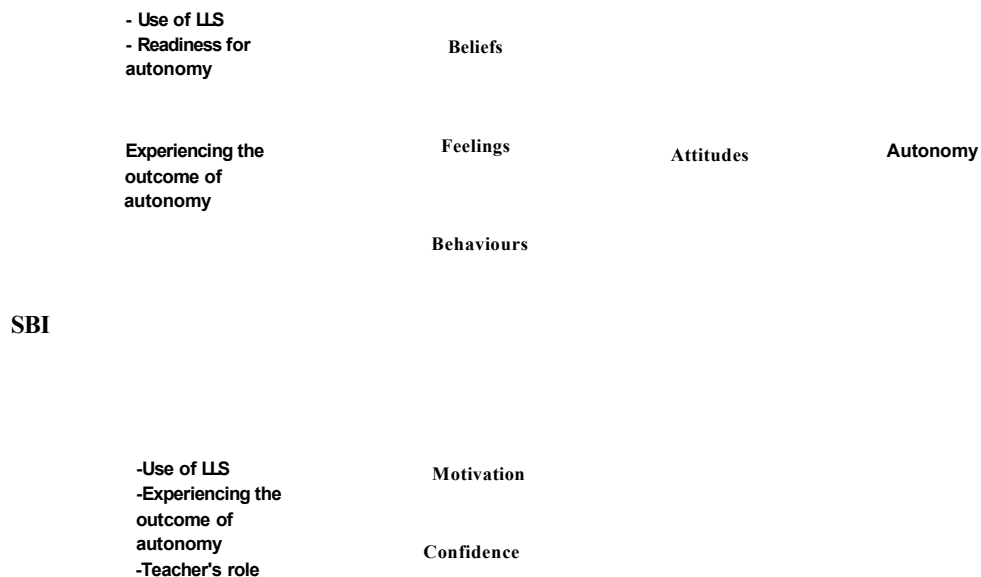 - Use of LLS
- Readiness for
autonomy
Beliefs
Experiencing the
outcome of
autonomy
Feelings
Attitudes
Autonomy
Behaviours
SBI
-Use of LLS
-Experiencing the
outcome of
autonomy
-Teacher's role
Motivation
Confidence